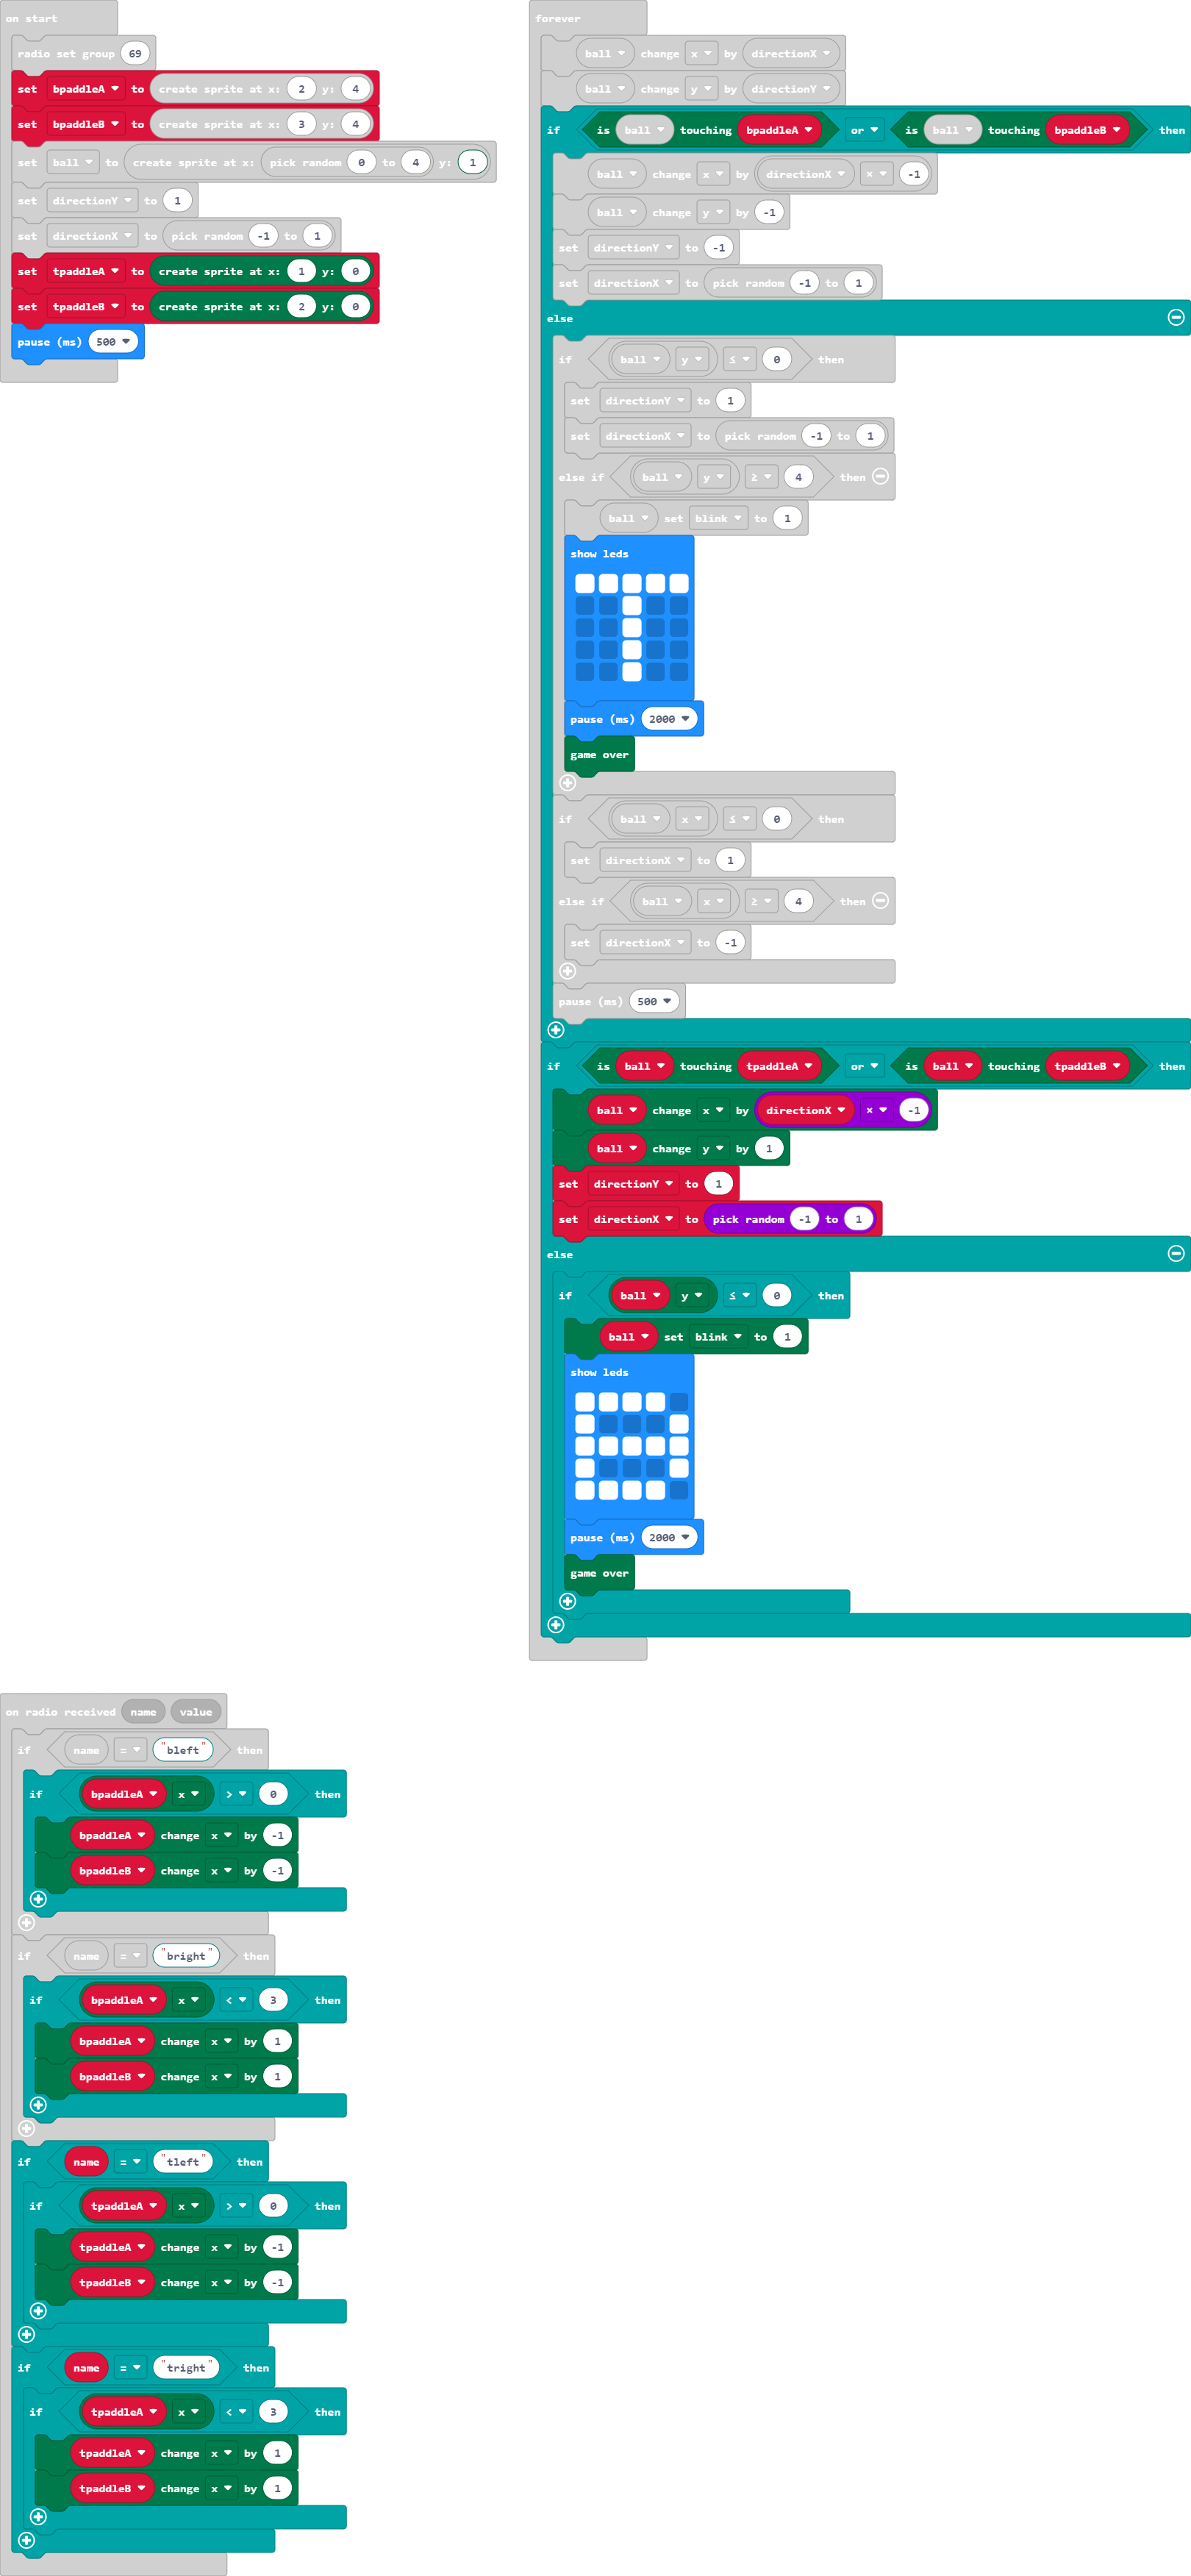 on start
radio set group 69
set bpaddleA to create sprite at x: 2 y: 4
set bpaddleB to create sprite at x: 3 y: 4
set ball to create sprite at x: pick random 0 to 4 y: 1
set directionY to 1
set directionX to pick random -1 to 1
set tpaddleA to create sprite at x: 1 y: 0
set tpaddleB to create sprite at x: 2 y: 0
pause (ms) 500
forever
ball change x by directionX
ball change y by directionY
if is ball touching bpaddleA or is ball touching bpaddleB then
ball change x by directionX × -1
ball change y by -1
set directionY to -1
set directionX to pick random -1 to 1
else
if ball y ≤ 0 then
set directionY to 1
set directionX to pick random -1 to 1
else if ball y ≥ 4 then
ball set blink to 1
show leds
pause (ms) 2000
game over
if ball x ≤ 0 then
set directionX to 1
else if ball x ≥ 4 then
set directionX to -1
pause (ms) 500
if is ball touching tpaddleA or is ball touching tpaddleB then
ball change x by directionX × -1
ball change y by 1
set directionY to 1
set directionX to pick random -1 to 1
else
if ball y ≤ 0 then
ball set blink to 1
show leds
pause (ms) 2000
game over
on radio received name value
if name = "bleft" then
if bpaddleA x > 0 then
bpaddleA change x by -1
bpaddleB change x by -1
if name = "bright" then
if bpaddleA x < 3 then
bpaddleA change x by 1
bpaddleB change x by 1
if name = "tleft" then
if tpaddleA x > 0 then
tpaddleA change x by -1
tpaddleB change x by -1
if name = "tright" then
if tpaddleA x < 3 then
tpaddleA change x by 1
tpaddleB change x by 1